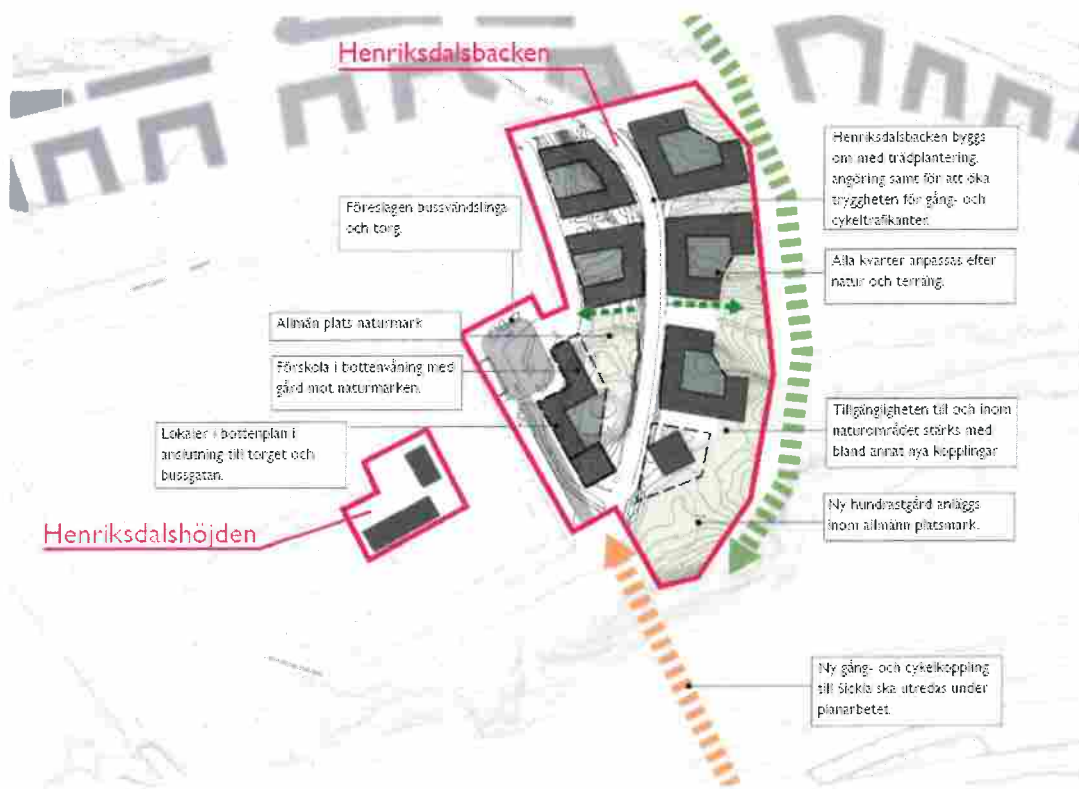 Henriksdalsbacken
Henriksdalsbacken byggs
om med trädplantering,
angöring samt för att öka
tryggheten för gång- och
cykeltrafikanter.
Föreslagen bussvändslinga
och torg.
Alla kvarter anpassas efter
natur och terräng.
Allmän plats naturmark
Förskola i bottenvåning med
gård mot naturmarken.
Lokaler i bottenplan i
anslutning till torget och
bussgatan.
Tillgängligheten till och inom
naturområdet stärks med
bland annat nya kopplingar
Ny hundrastgård anläggs
inom allmänn platsmark.
Henriksdalshöjden
Ny gång- och cykelkoppling
till Sickla ska utredas under
planarbetet.